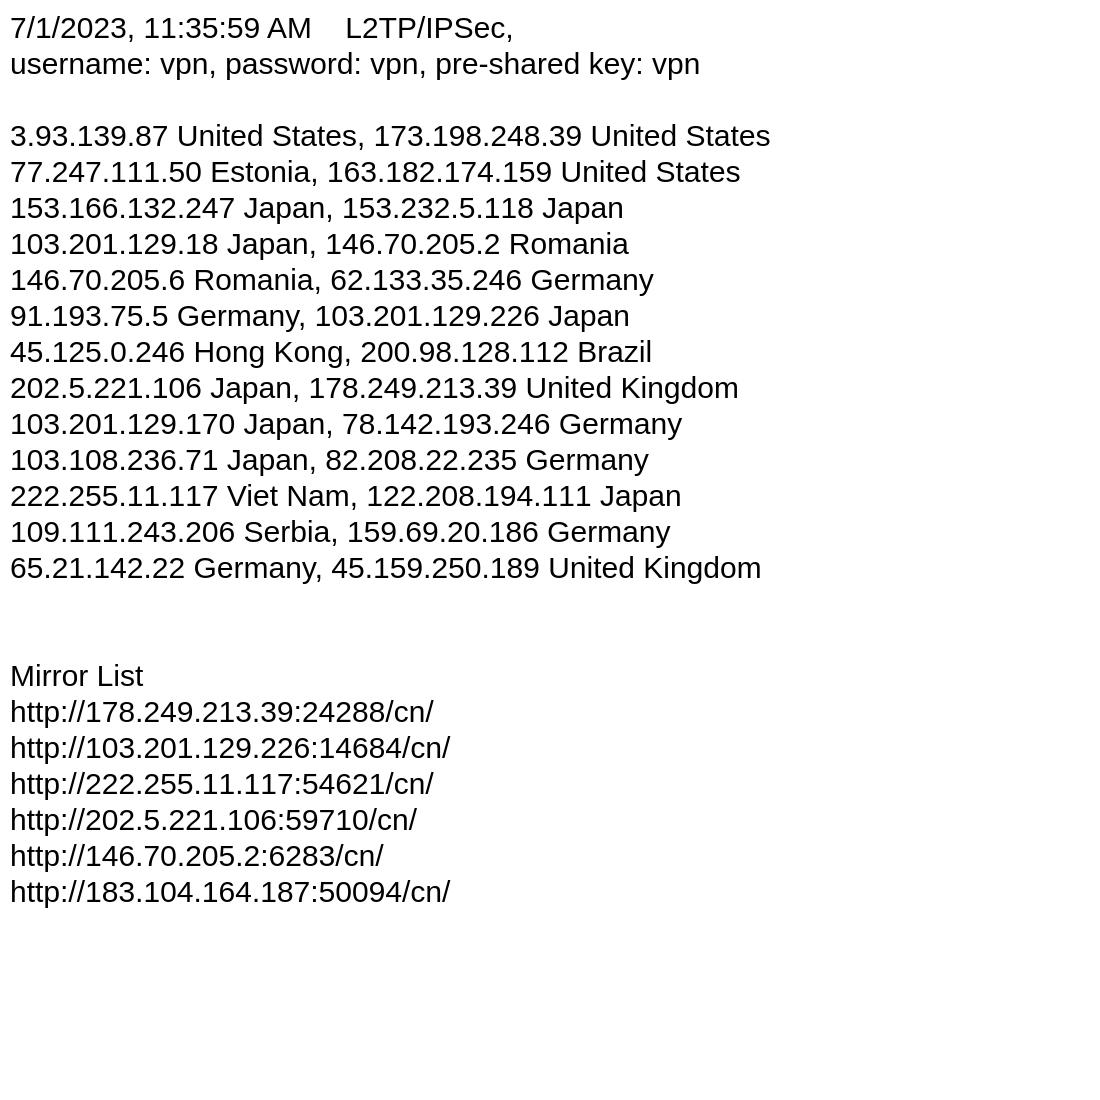 7/1/2023, 11:35:59 AM    L2TP/IPSec,
username: vpn, password: vpn, pre-shared key: vpn
3.93.139.87 United States, 173.198.248.39 United States
77.247.111.50 Estonia, 163.182.174.159 United States
153.166.132.247 Japan, 153.232.5.118 Japan
103.201.129.18 Japan, 146.70.205.2 Romania
146.70.205.6 Romania, 62.133.35.246 Germany
91.193.75.5 Germany, 103.201.129.226 Japan
45.125.0.246 Hong Kong, 200.98.128.112 Brazil
202.5.221.106 Japan, 178.249.213.39 United Kingdom
103.201.129.170 Japan, 78.142.193.246 Germany
103.108.236.71 Japan, 82.208.22.235 Germany
222.255.11.117 Viet Nam, 122.208.194.111 Japan
109.111.243.206 Serbia, 159.69.20.186 Germany
65.21.142.22 Germany, 45.159.250.189 United Kingdom
Mirror List
http://178.249.213.39:24288/cn/
http://103.201.129.226:14684/cn/
http://222.255.11.117:54621/cn/
http://202.5.221.106:59710/cn/
http://146.70.205.2:6283/cn/
http://183.104.164.187:50094/cn/